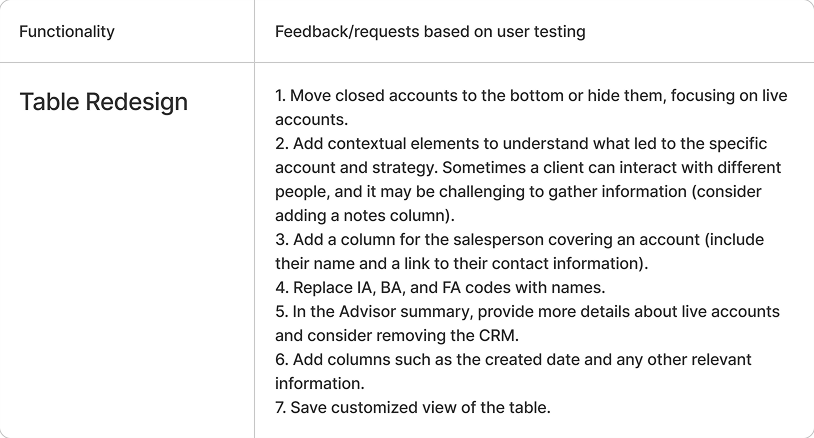 Functionality
Feedback/requests based on user testing
Table Redesign
1. Move closed accounts to the bottom or hide them, focusing on live
accounts.
2. Add contextual elements to understand what led to the specific
account and strategy. Sometimes a client can interact with different
people, and it may be challenging to gather information (consider
adding a notes column).
3. Add a column for the salesperson covering an account (include
their name and a link to their contact information).
4. Replace IA, BA, and FA codes with names.
5. In the Advisor summary, provide more details about live accounts
and consider removing the CRM.
6. Add columns such as the created date and any other relevant
information.
7. Save customized view of the table.